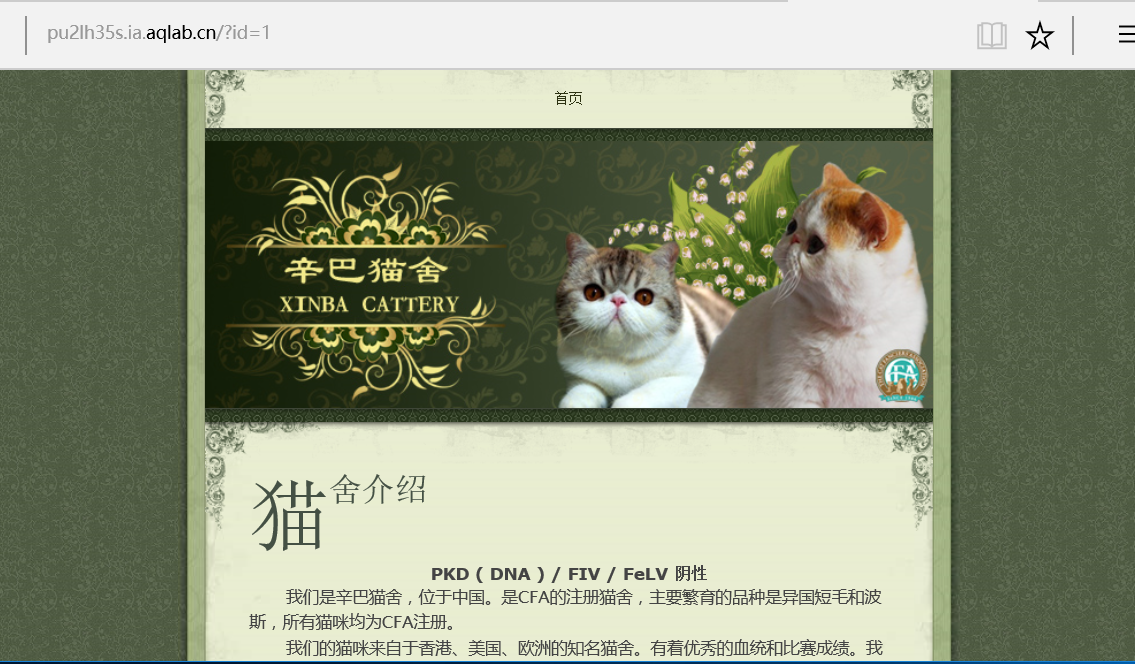 pu2lh35s.ia.aqlab.cn/?id=1
首页
辛巴猫舍
XINBA CATTERY
CFA
猫舍介绍
PKD ( DNA ) / FIV / FeLV 阴性
我们是辛巴猫舍，位于中国。是CFA的注册猫舍，主要繁育的品种是异国短毛和波
斯，所有猫咪均为CFA注册。
我们的猫咪来自于香港、美国、欧洲的知名猫舍。有着优秀的血统和比赛成绩。我